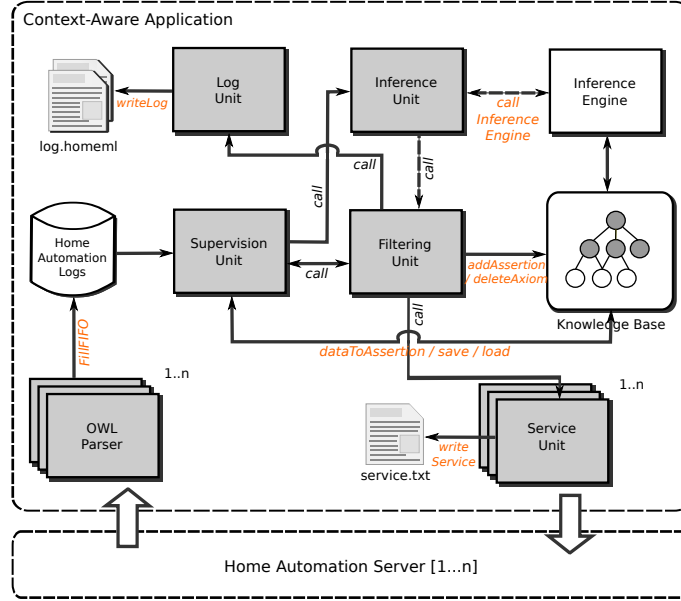 Context-Aware Application
Log
Unit
Inference
Unit
Inference
Engine
writeLog
call
Inference
Engine
log.homeml
call
call
call
Home
Automation
Logs
Supervision
Unit
Filtering
Unit
call
addAssertion
/ deleteAxiom
call
Knowledge Base
FillFIFO
dataToAssertion / save / load
1..n
1..n
OWL
Parser
Service
Unit
write
Service
service.txt
Home Automation Server [1...n]